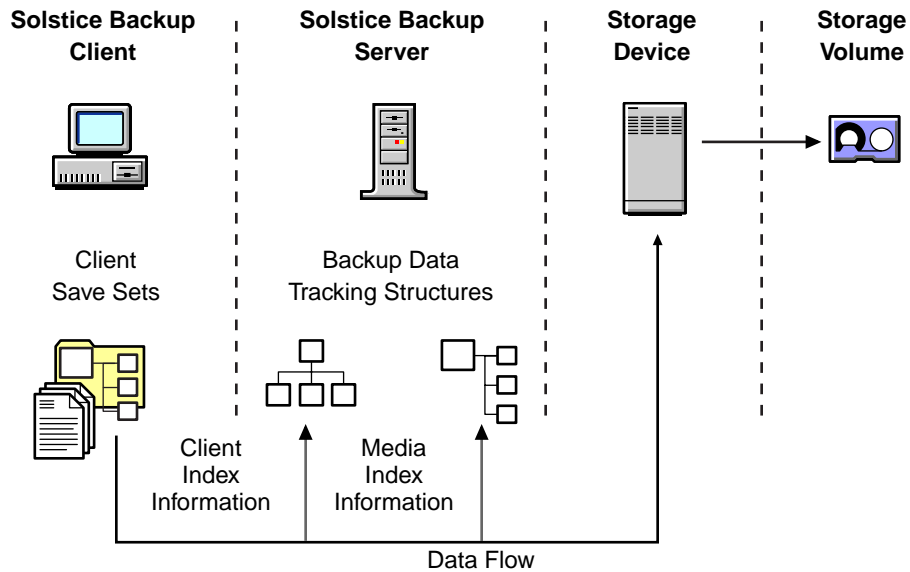 Solstice Backup
Client
Solstice Backup
Server
Storage
Device
Storage
Volume
Client
Save Sets
Backup Data
Tracking Structures
Client
Index
Information
Media
Index
Information
Data Flow